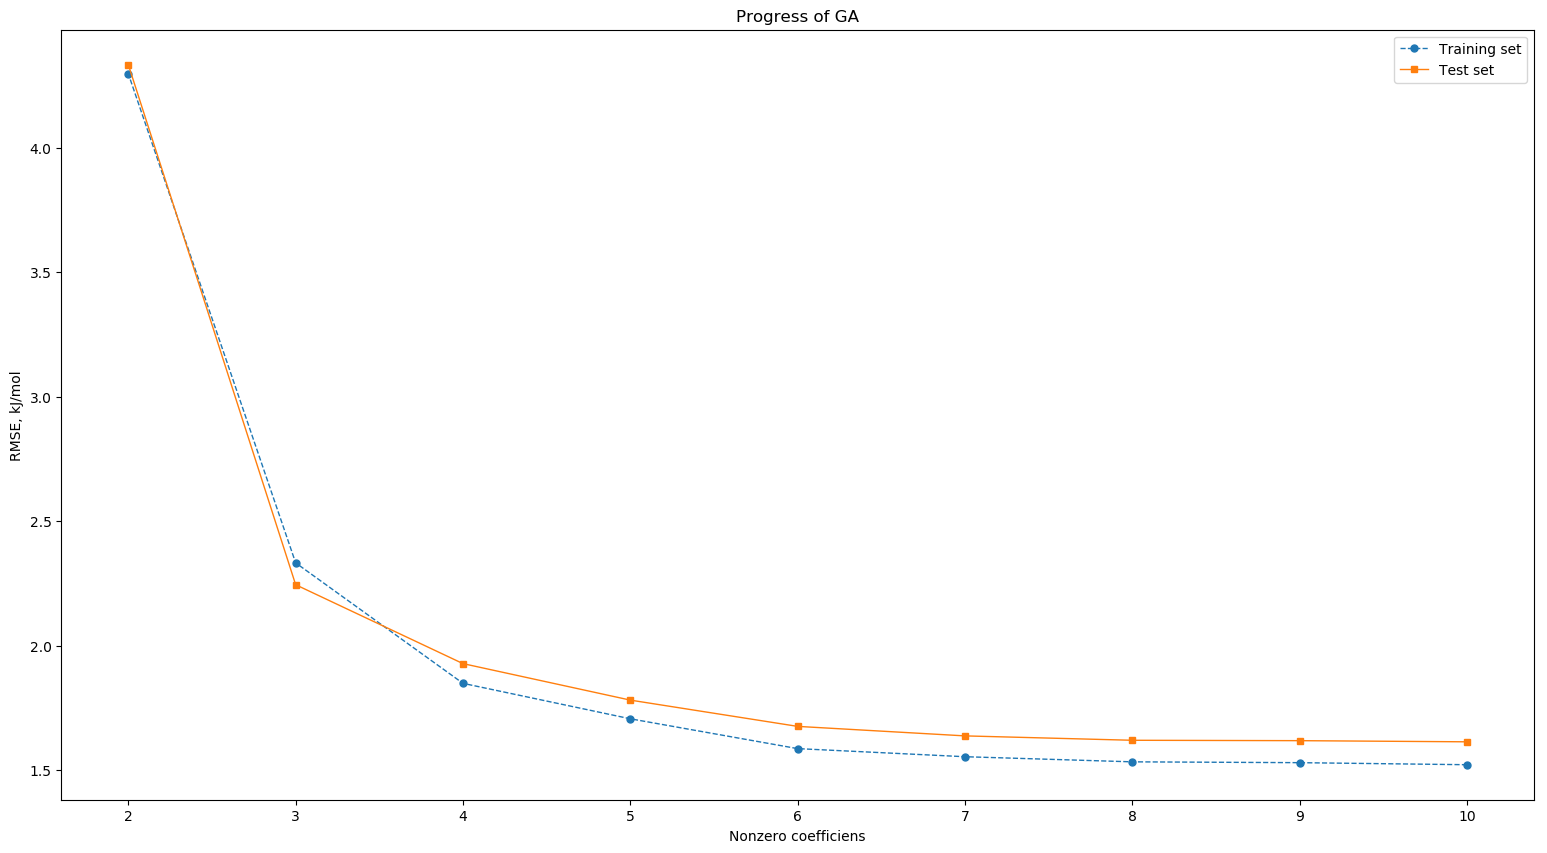 Progress of GA
Training set
Test set
RMSE, kJ/mol
4.0
3.5
3.0
2.5
2.0
1.5
2 3 4 5 6 7 8 9 10
Nonzero coefficiens